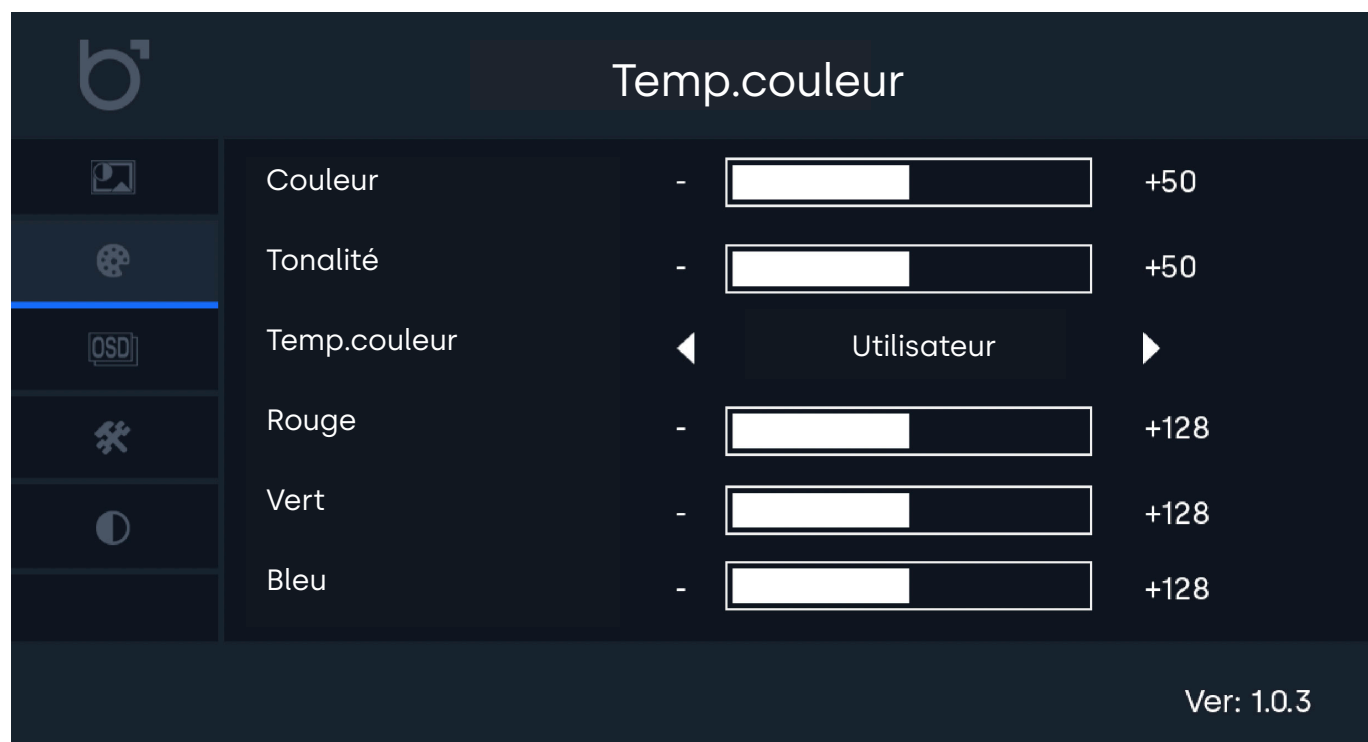 Temp.couleur
Couleur - +50
Tonalité - +50
Temp.couleur Utilisateur
OSD
Rouge - +128
Vert - +128
Bleu - +128
Ver: 1.0.3